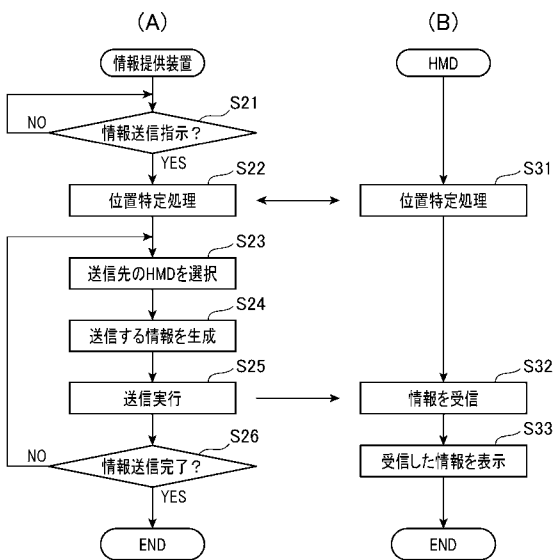 (A)
情報提供装置
S21
情報送信指示?
NO
YES
S22
位置特定処理
S23
送信先のHMDを選択
S24
送信する情報を生成
S25
送信実行
S26
情報送信完了?
NO
YES
END
(B)
HMD
S31
位置特定処理
S32
情報を受信
S33
受信した情報を表示
END